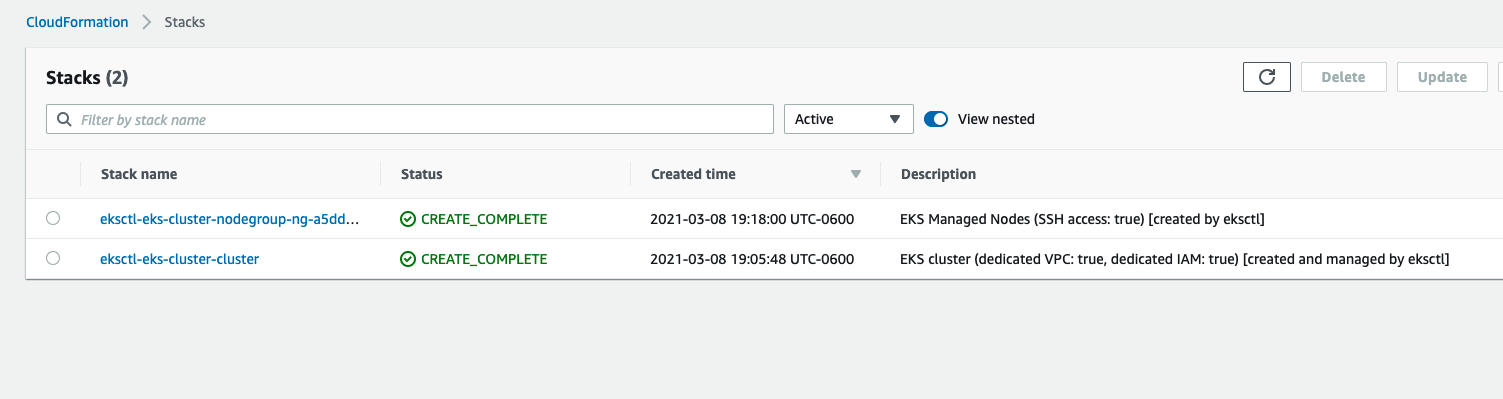 CloudFormation > Stacks
Stacks (2)
Delete
Update
Filter by stack name
Active
View nested
Stack name Status Created time Description
eksctl-eks-cluster-nodegroup-ng-a5dd... CREATE_COMPLETE 2021-03-08 19:18:00 UTC-0600 EKS Managed Nodes (SSH access: true) [created by eksctl]
eksctl-eks-cluster-cluster CREATE_COMPLETE 2021-03-08 19:05:48 UTC-0600 EKS cluster (dedicated VPC: true, dedicated IAM: true) [created and managed by eksctl]